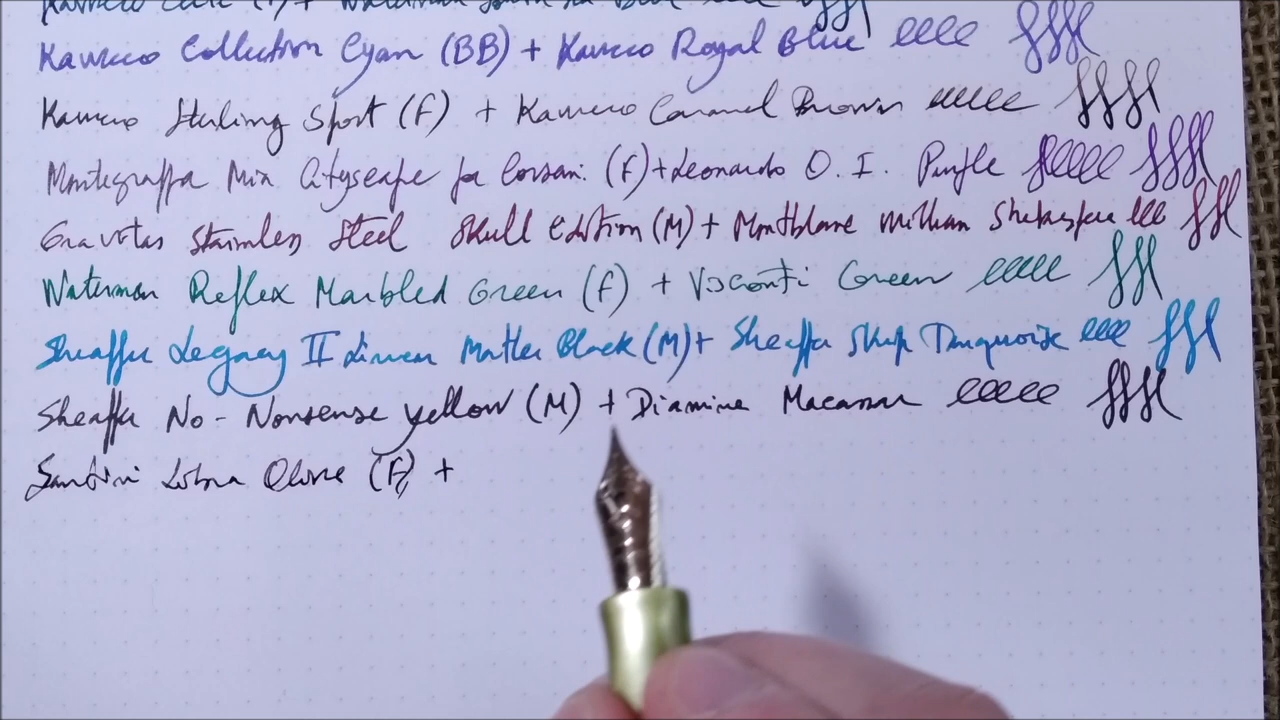 Kaweco Collection Cyan (BB) + Kaweco Royal Blue
Kaweco Sterling Sport (F) + Kaweco Caramel Brown
Montegrappa Mia Cityscape for Corsani (F) + Leonardo O. I. Purple
Gravitas Stainless Steel Skull Edition (M) + Montblanc William Shakespeare
Waterman Reflex Marbled Green (F) + Visconti Green
Sheaffer Legacy II Linear Matte Black (M) + Sheaffer Skrip Turquoise
Sheaffer No-Nonsense yellow (M) + Diamine Macassar
Santini Libra Olive (F) +